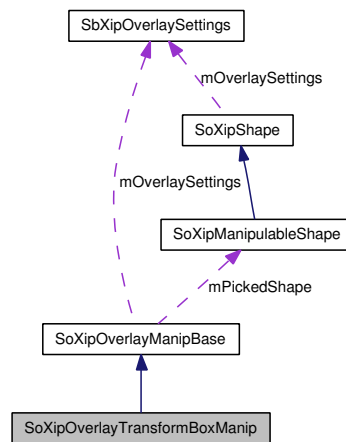 SbXipOverlaySettings
mOverlaySettings
SoXipShape
mOverlaySettings
SoXipManipulableShape
mPickedShape
SoXipOverlayManipBase
SoXipOverlayTransformBoxManip